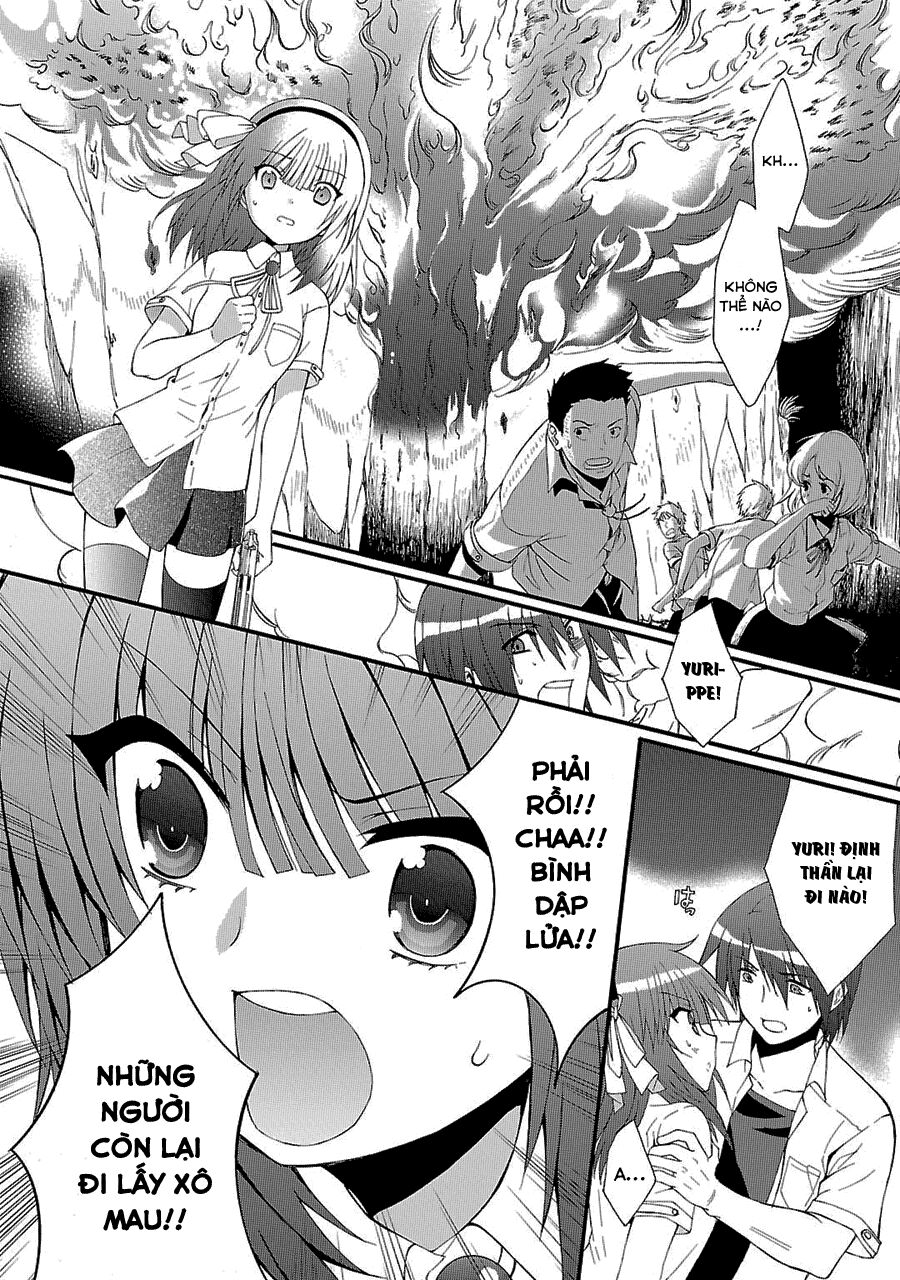 KH...
KHÔNG
THỂ NÀO
...!
YURI-
PPE!
YURI! ĐỊNH
THẦN LẠI
ĐI NÀO!
はっ
A...
PHẢI
RỒI!!
CHAA!!
BÌNH
DẬP
LỬA!!
NHỮNG
NGƯỜI
CÒN LẠI
ĐI LẤY XÔ
MAU!!